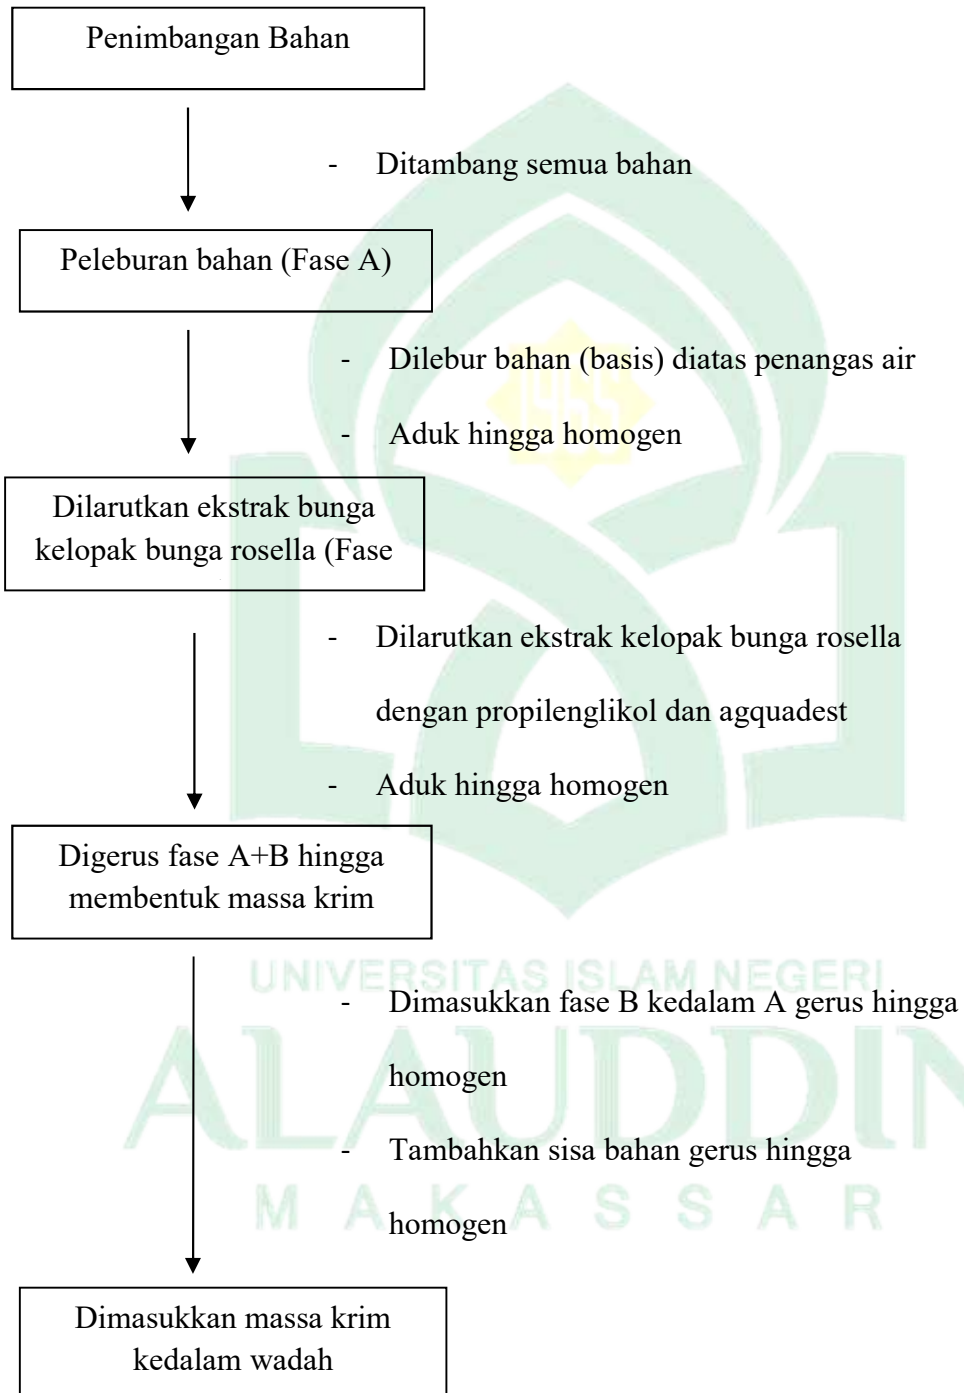 Penimbangan Bahan
- Ditambang semua bahan
Peleburan bahan (Fase A)
- Dilebur bahan (basis) diatas penangas air
1965
- Aduk hingga homogen
Dilarutkan ekstrak bunga
kelopak bunga rosella (Fase
- Dilarutkan ekstrak kelopak bunga rosella
dengan propilenglikol dan agquadest
- Aduk hingga homogen
Digerus fase A+B hingga
membentuk massa krim
UNIVERSITAS ISLAM NEGERI
- Dimasukkan fase B kedalam A gerus hingga
homogen
ALAUDDIN
- Tambahkan sisa bahan gerus hingga
MAKASSAR
homogen
Dimasukkan massa krim
kedalam wadah